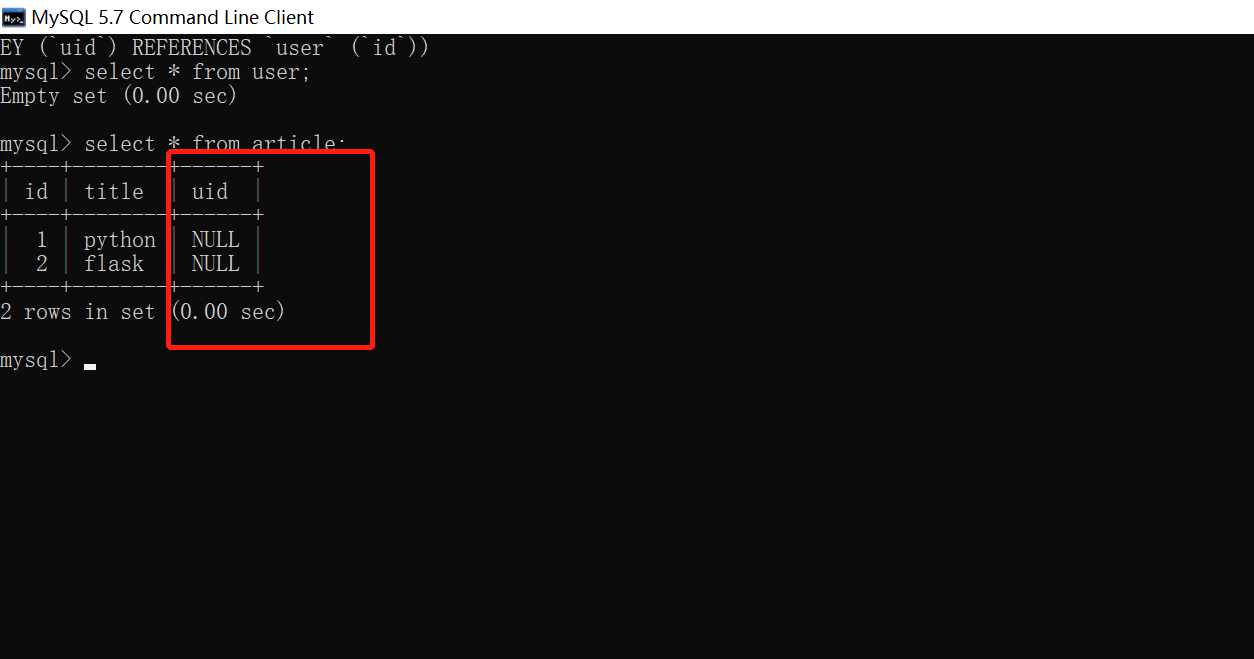 MySQL 5.7 Command Line Client
EY (`uid`) REFERENCES `user` (`id`))
mysql> select * from user;
Empty set (0.00 sec)
mysql> select * from article;
+----+--------+------+
| id | title  | uid  |
+----+--------+------+
|  1 | python | NULL |
|  2 | flask  | NULL |
+----+--------+------+
2 rows in set (0.00 sec)
mysql>